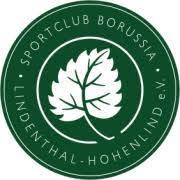 SPORTCLUB BORUSSIA
LINDENTHAL-HOHENLIND e.V.